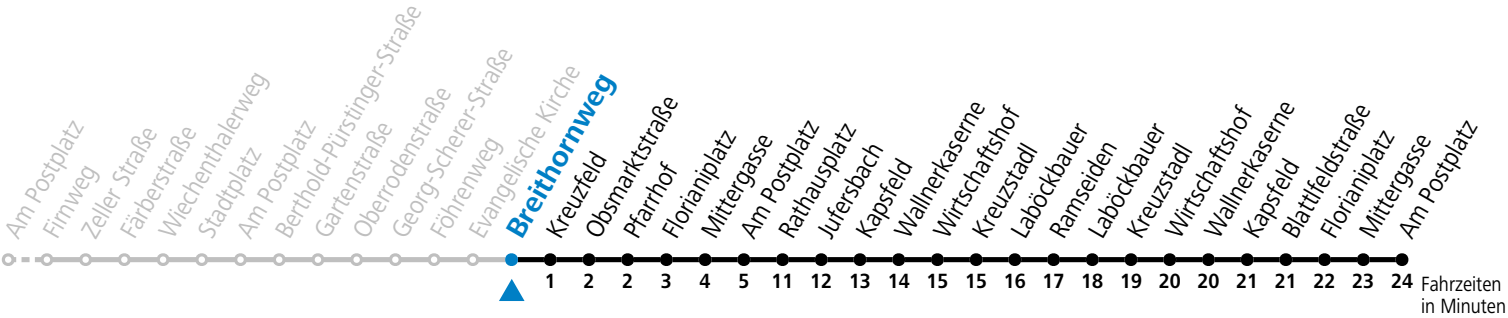 Am Postplatz
Firnweg
Zeller Straße
Färberstraße
Wiechenthalerweg
Stadtplatz
Am Postplatz
Berthold-Pürstinger-Straße
Gartenstraße
Oberrodenstraße
Georg-Scherer-Straße
Föhrenweg
Evangelische Kirche
Breithornweg
Kreuzfeld
Obsmarktstraße
Pfarrhof
Florianiplatz
Mittergasse
Am Postplatz
Rathausplatz
Jufersbach
Kapsfeld
Wallnerkaserne
Wirtschaftshof
Kreuzstadl
Laböckbauer
Ramseiden
Laböckbauer
Kreuzstadl
Wirtschaftshof
Wallnerkaserne
Kapsfeld
Blattlfeldstraße
Florianiplatz
Mittergasse
Am Postplatz
1 2 2 3 4 5 11 12 13 14 15 15 16 17 18 19 20 20 21 21 22 23 24 Fahrzeiten
in Minuten